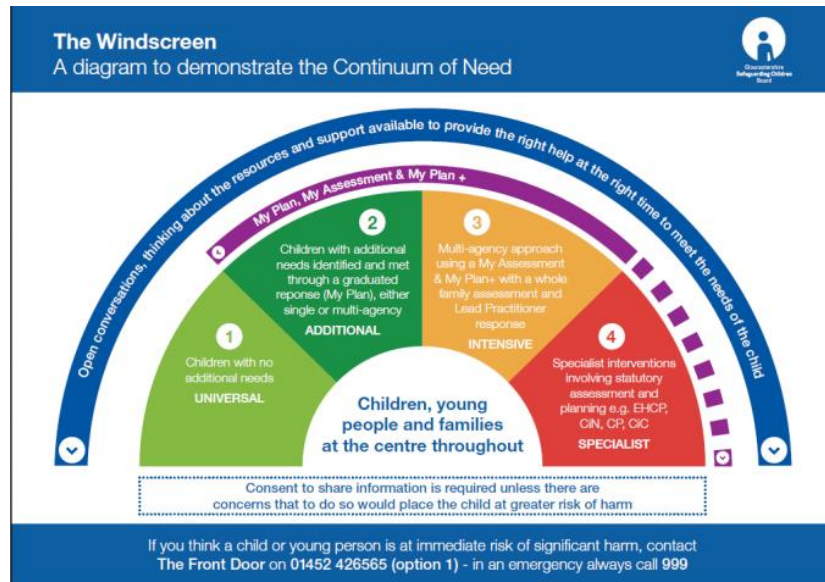 The Windscreen
A diagram to demonstrate the Continuum of Need
Gloucestershire
Safeguarding Children
Board
Open conversations, thinking about the resources and support available to provide the right help at the right time to meet the needs of the child
My Plan, My Assessment & My Plan +
1
Children with no
additional needs
UNIVERSAL
2
Children with additional
needs identified and met
through a graduated
reponse (My Plan), either
single or multi-agency
ADDITIONAL
3
Multi-agency approach
using a My Assessment
& My Plan+ with a whole
family assessment and
Lead Practitioner
response
INTENSIVE
4
Specialist interventions
involving statutory
assessment and
planning e.g. EHCP,
CiN, CP, CiC
SPECIALIST
Children, young
people and families
at the centre throughout
Consent to share information is required unless there are
concerns that to do so would place the child at greater risk of harm
If you think a child or young person is at immediate risk of significant harm, contact
The Front Door on 01452 426565 (option 1) - in an emergency always call 999